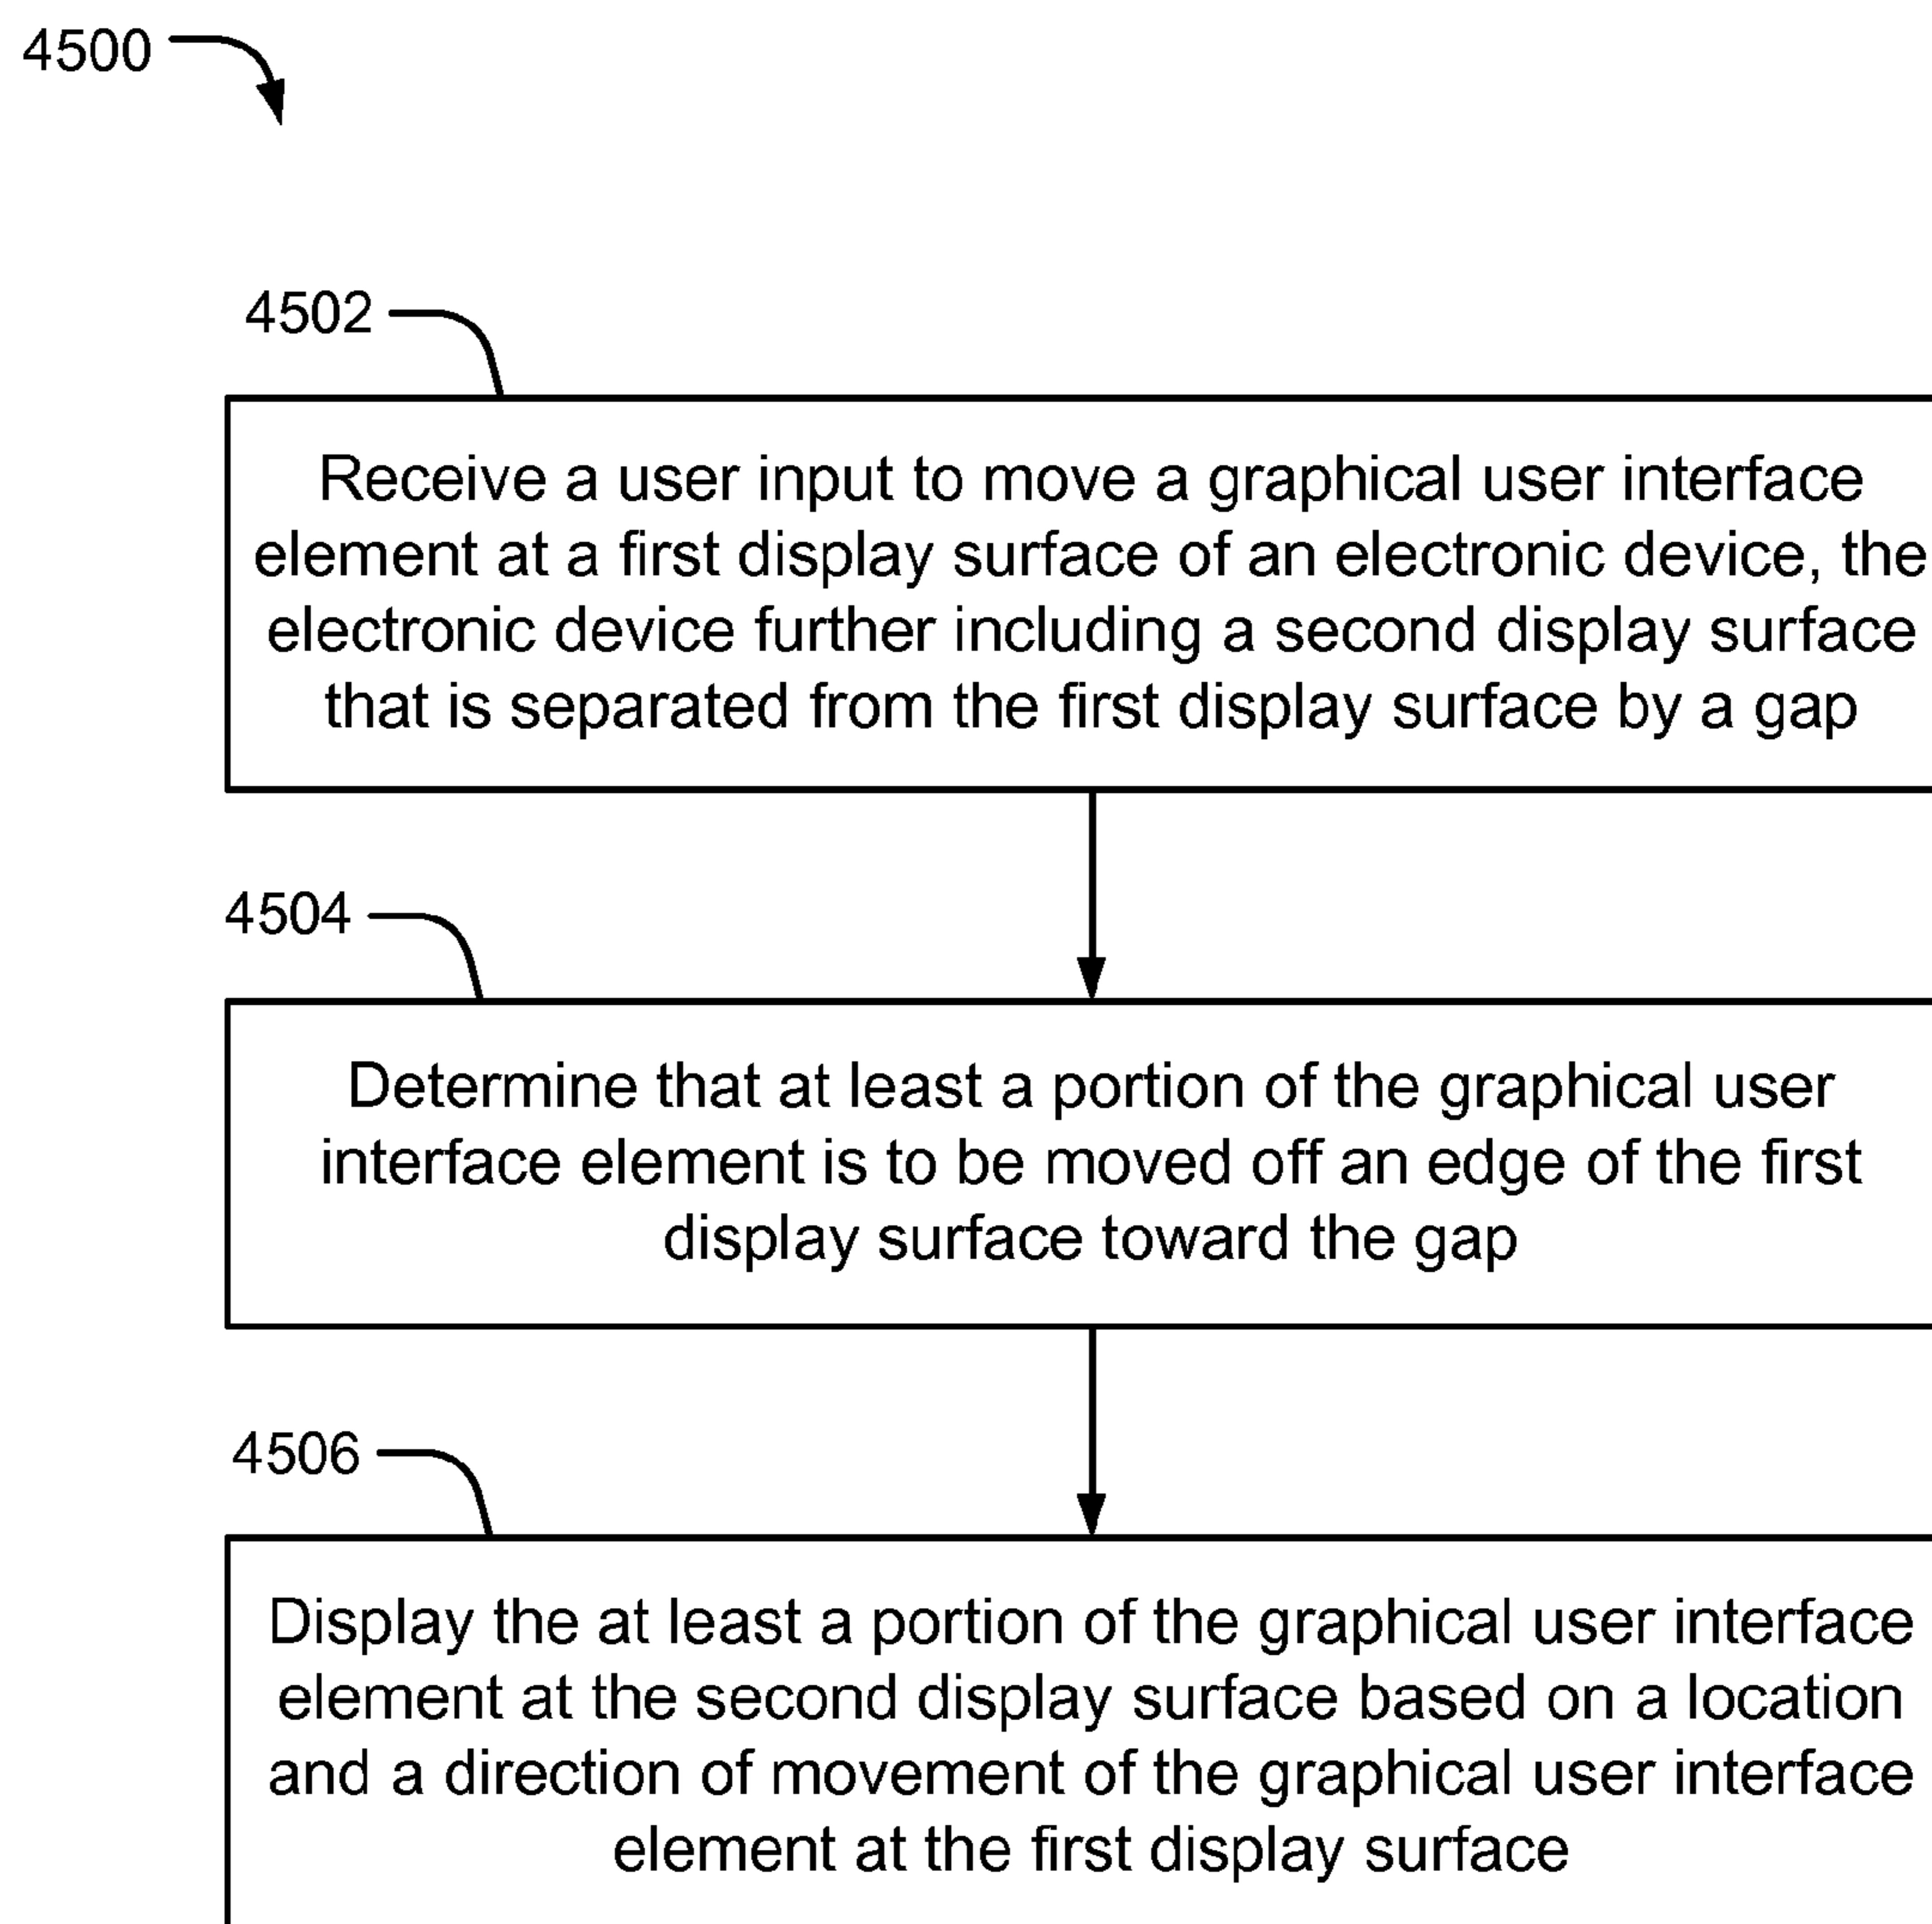 4500
4502
Receive a user input to move a graphical user interface
element at a first display surface of an electronic device, the
electronic device further including a second display surface
that is separated from the first display surface by a gap
4504
Determine that at least a portion of the graphical user
interface element is to be moved off an edge of the first
display surface toward the gap
4506
Display the at least a portion of the graphical user interface
element at the second display surface based on a location
and a direction of movement of the graphical user interface
element at the first display surface